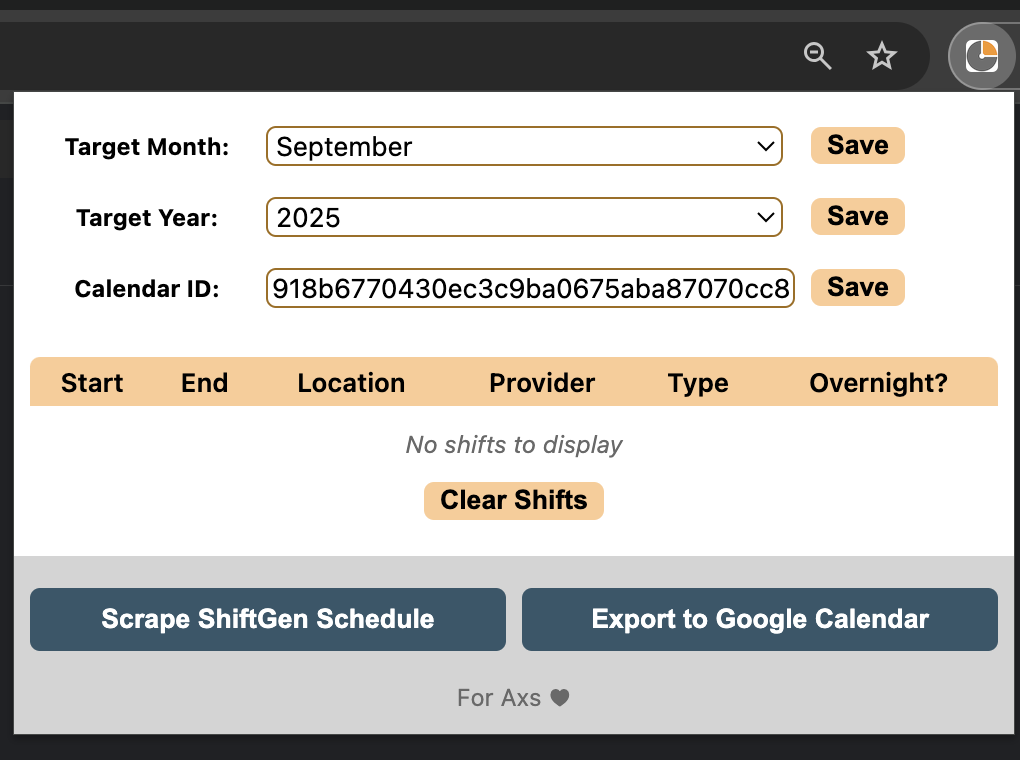 Target Month: September Save
Target Year: 2025 Save
Calendar ID: 918b6770430ec3c9ba0675aba87070cc8 Save
Start End Location Provider Type Overnight?
No shifts to display
Clear Shifts
Scrape ShiftGen Schedule Export to Google Calendar
For Axs ♥